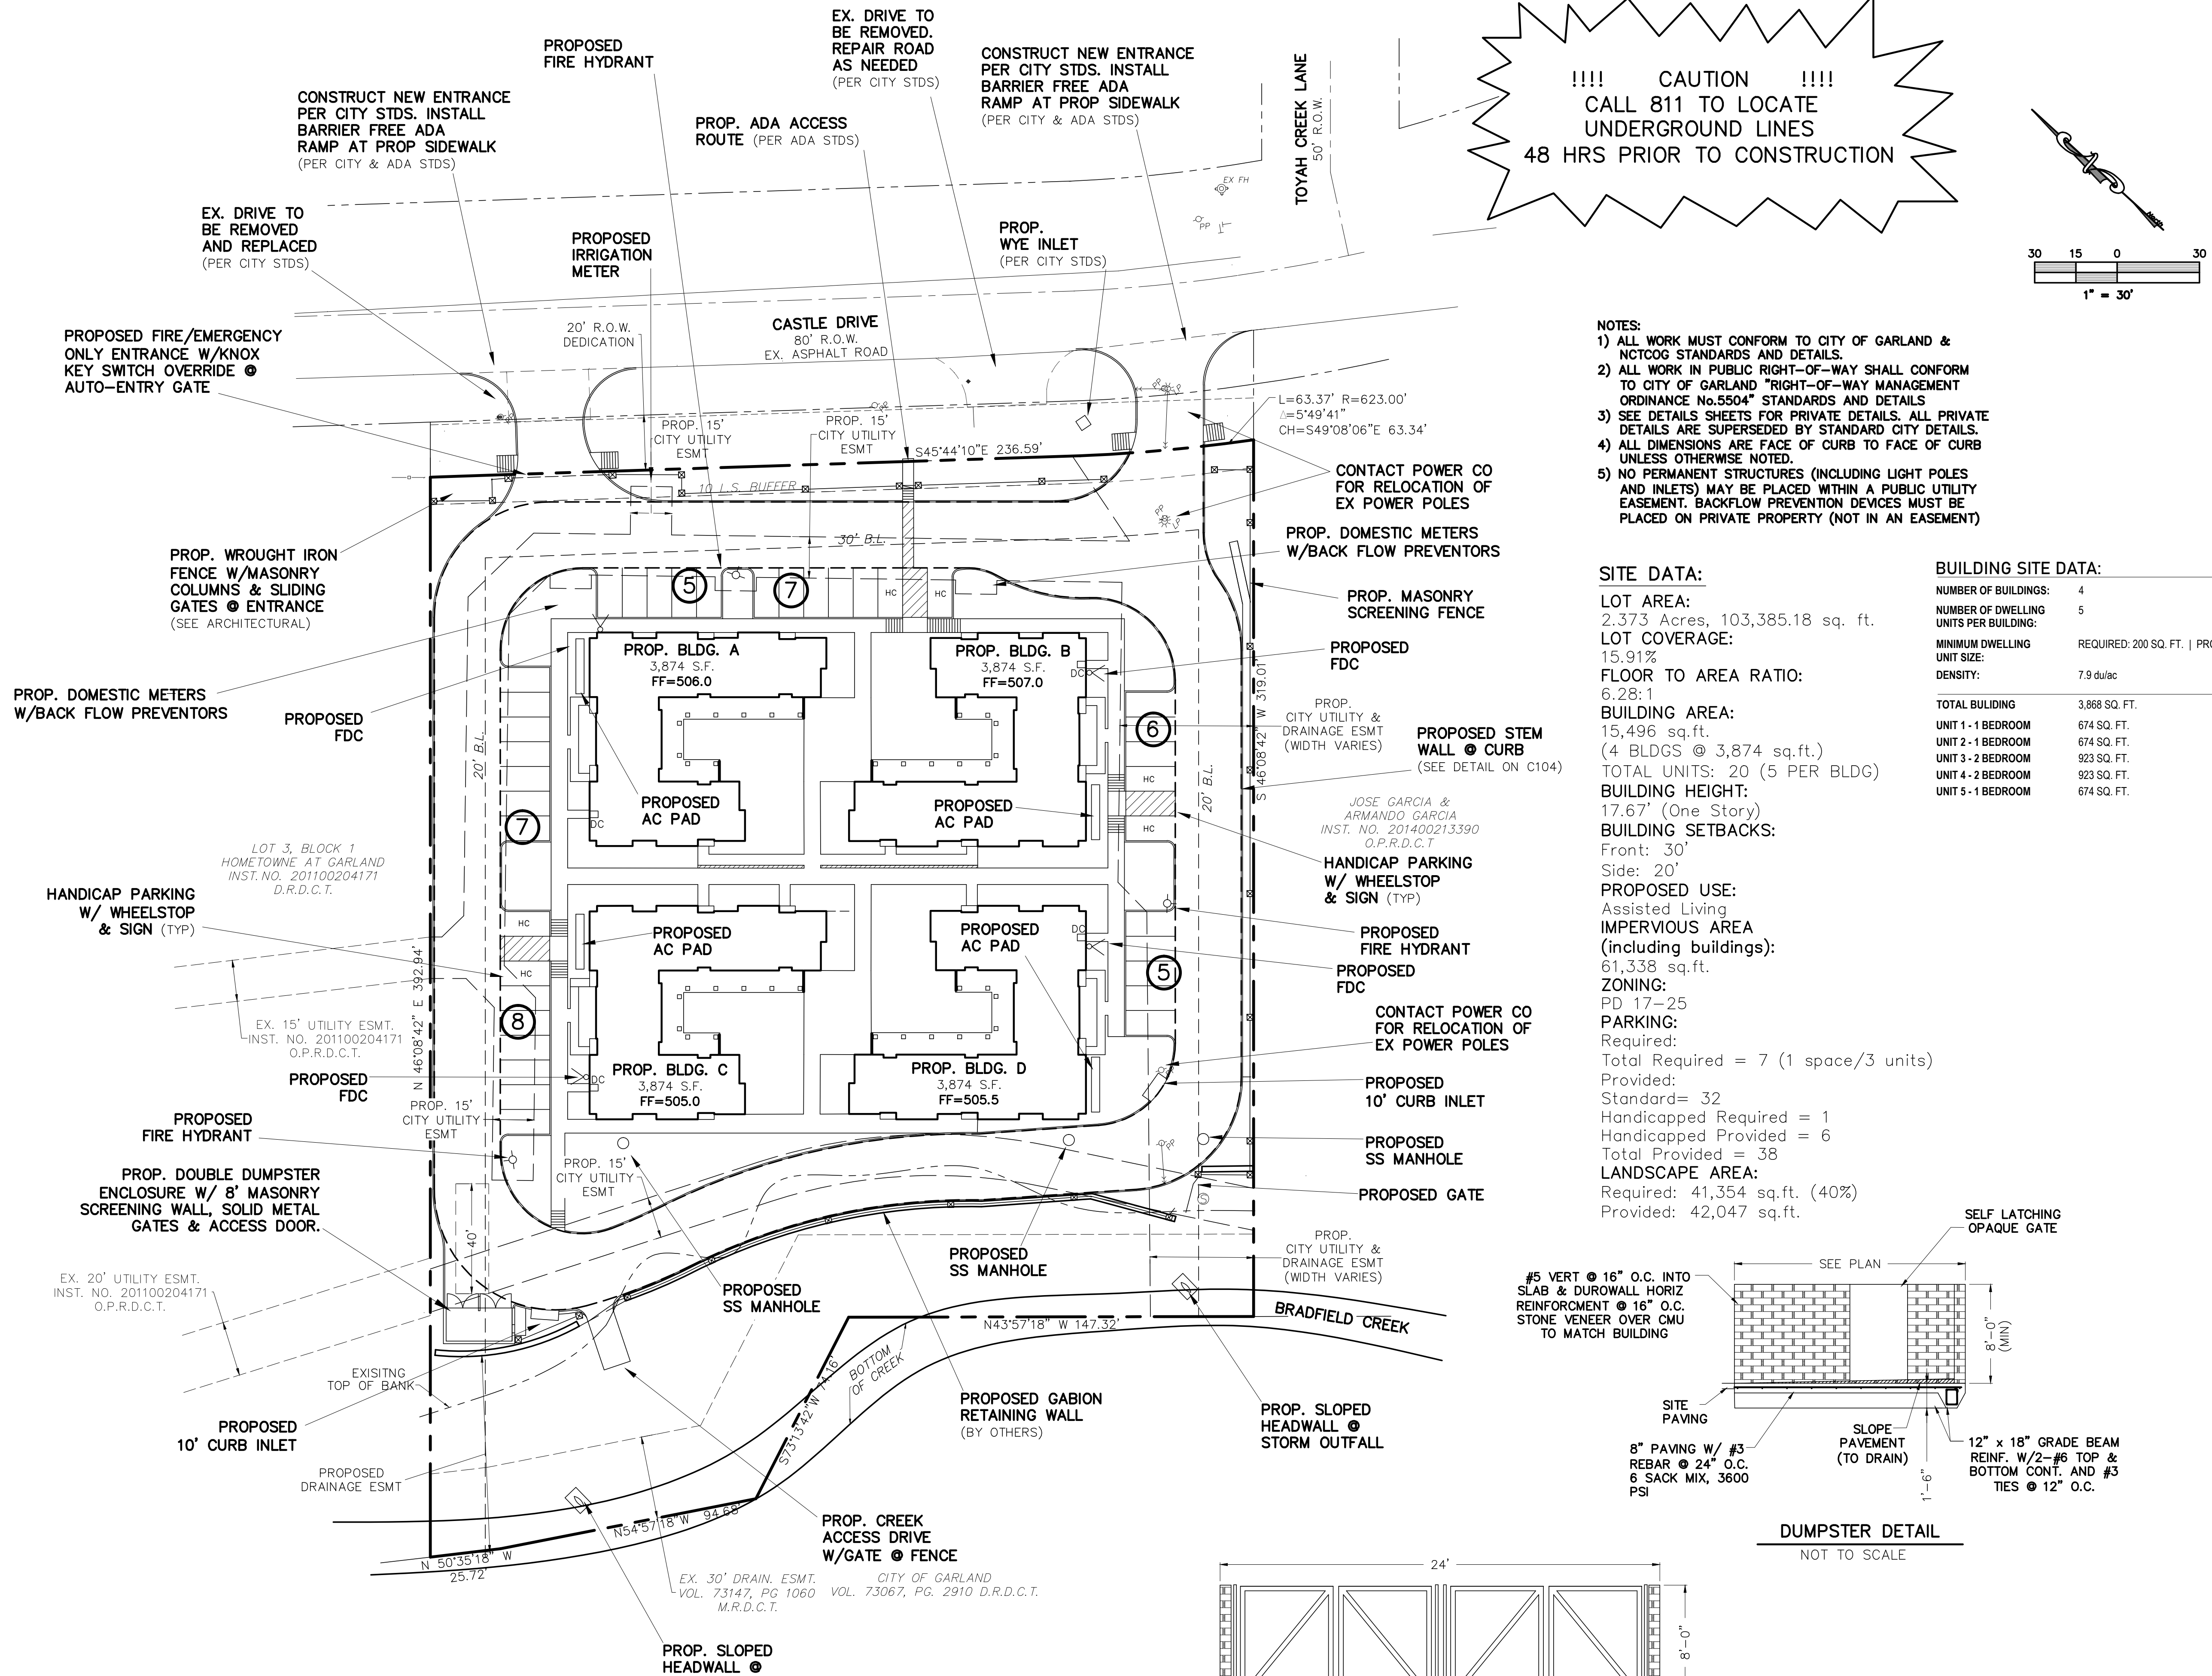 EX. DRIVE TO
BE REMOVED.
REPAIR ROAD
AS NEEDED
(PER CITY STDS)
PROPOSED
FIRE HYDRANT
CONSTRUCT NEW ENTRANCE
PER CITY STDS. INSTALL
BARRIER FREE ADA
RAMP AT PROP SIDEWALK
(PER CITY & ADA STDS)
CONSTRUCT NEW ENTRANCE
PER CITY STDS. INSTALL
BARRIER FREE ADA
RAMP AT PROP SIDEWALK
(PER CITY & ADA STDS)
PROP. ADA ACCESS
ROUTE (PER ADA STDS)
TOYAH CREEK LANE
50' R.O.W.
!!!! CAUTION !!!!
CALL 811 TO LOCATE
UNDERGROUND LINES
48 HRS PRIOR TO CONSTRUCTION
EX FH
PP
EX. DRIVE TO
BE REMOVED
AND REPLACED
(PER CITY STDS)
PROPOSED
IRRIGATION
METER
PROP.
WYE INLET
(PER CITY STDS)
30 15 0 30
1" = 30'
PROPOSED FIRE/EMERGENCY
ONLY ENTRANCE W/KNOX
KEY SWITCH OVERRIDE @
AUTO-ENTRY GATE
20' R.O.W.
DEDICATION
CASTLE DRIVE
80' R.O.W.
EX. ASPHALT ROAD
L=63.37' R=623.00'
△=5°49'41"
CH=S49°08'06"E 63.34'
PROP. 15'
CITY UTILITY
ESMT
PROP. 15'
CITY UTILITY
ESMT
S45°44'10"E 236.59'
10 L.S. BUFFER
30' B.L.
CONTACT POWER CO
FOR RELOCATION OF
EX POWER POLES
PROP. DOMESTIC METERS
W/BACK FLOW PREVENTORS
PROP. WROUGHT IRON
FENCE W/MASONRY
COLUMNS & SLIDING
GATES @ ENTRANCE
(SEE ARCHITECTURAL)
5
7
HC
HC
PROP. MASONRY
SCREENING FENCE
PROPOSED
FDC
PROP. DOMESTIC METERS
W/BACK FLOW PREVENTORS
PROPOSED
FDC
PROP. BLDG. A
3,874 S.F.
FF=506.0
PROP. BLDG. B
3,874 S.F.
FF=507.0
DC
S 46°08'42" W 319.01'
PROP.
CITY UTILITY &
DRAINAGE ESMT
(WIDTH VARIES)
20' B.L.
20' B.L.
6
PROPOSED STEM
WALL @ CURB
(SEE DETAIL ON C104)
PROPOSED
AC PAD
PROPOSED
AC PAD
DC
7
HC
HC
JOSE GARCIA &
ARMANDO GARCIA
INST. NO. 201400213390
O.P.R.D.C.T
LOT 3, BLOCK 1
HOMETOWNE AT GARLAND
INST. NO. 201100204171
D.R.D.C.T.
HANDICAP PARKING
W/ WHEELSTOP
& SIGN (TYP)
HANDICAP PARKING
W/ WHEELSTOP
& SIGN (TYP)
HC
HC
PROPOSED
AC PAD
PROPOSED
AC PAD
DC
PROPOSED
FIRE HYDRANT
PROPOSED
FDC
5
8
N 46°08'42" E 392.94'
EX. 15' UTILITY ESMT.
INST. NO. 201100204171
O.P.R.D.C.T.
CONTACT POWER CO
FOR RELOCATION OF
EX POWER POLES
PROPOSED
FDC
DC
PROP. BLDG. C
3,874 S.F.
FF=505.0
PROP. BLDG. D
3,874 S.F.
FF=505.5
PROPOSED
10' CURB INLET
PROP. 15'
CITY UTILITY
ESMT
PROPOSED
FIRE HYDRANT
PROPOSED
SS MANHOLE
PROP. 15'
CITY UTILITY
ESMT
PROPOSED GATE
PROP. DOUBLE DUMPSTER
ENCLOSURE W/ 8' MASONRY
SCREENING WALL, SOLID METAL
GATES & ACCESS DOOR.
40'
S
PROPOSED
SS MANHOLE
PROPOSED
SS MANHOLE
PROP.
CITY UTILITY &
DRAINAGE ESMT
(WIDTH VARIES)
EX. 20' UTILITY ESMT.
INST. NO. 201100204171
O.P.R.D.C.T.
N43°57'18" W 147.32'
BRADFIELD CREEK
EXISITNG
TOP OF BANK
S73°13'42"W 74.16'
BOTTOM
OF CREEK
PROPOSED
10' CURB INLET
PROPOSED GABION
RETAINING WALL
(BY OTHERS)
PROP. SLOPED
HEADWALL @
STORM OUTFALL
PROPOSED
DRAINAGE ESMT
N54°57'18"W 94.68'
N 50°35'18" W
25.72'
PROP. CREEK
ACCESS DRIVE
W/GATE @ FENCE
EX. 30' DRAIN. ESMT.
VOL. 73147, PG 1060
M.R.D.C.T.
CITY OF GARLAND
VOL. 73067, PG. 2910 D.R.D.C.T.
PROP. SLOPED
HEADWALL @
NOTES:
1) ALL WORK MUST CONFORM TO CITY OF GARLAND &
NCTCOG STANDARDS AND DETAILS.
2) ALL WORK IN PUBLIC RIGHT-OF-WAY SHALL CONFORM
TO CITY OF GARLAND "RIGHT-OF-WAY MANAGEMENT
ORDINANCE No.5504" STANDARDS AND DETAILS
3) SEE DETAILS SHEETS FOR PRIVATE DETAILS. ALL PRIVATE
DETAILS ARE SUPERSEDED BY STANDARD CITY DETAILS.
4) ALL DIMENSIONS ARE FACE OF CURB TO FACE OF CURB
UNLESS OTHERWISE NOTED.
5) NO PERMANENT STRUCTURES (INCLUDING LIGHT POLES
AND INLETS) MAY BE PLACED WITHIN A PUBLIC UTILITY
EASEMENT. BACKFLOW PREVENTION DEVICES MUST BE
PLACED ON PRIVATE PROPERTY (NOT IN AN EASEMENT)
SITE DATA:
LOT AREA:
2.373 Acres, 103,385.18 sq. ft.
LOT COVERAGE:
15.91%
FLOOR TO AREA RATIO:
6.28:1
BUILDING AREA:
15,496 sq.ft.
(4 BLDGS @ 3,874 sq.ft.)
TOTAL UNITS: 20 (5 PER BLDG)
BUILDING HEIGHT:
17.67' (One Story)
BUILDING SETBACKS:
Front: 30'
Side: 20'
PROPOSED USE:
Assisted Living
IMPERVIOUS AREA
(including buildings):
61,338 sq.ft.
ZONING:
PD 17-25
PARKING:
Required:
Total Required = 7 (1 space/3 units)
Provided:
Standard= 32
Handicapped Required = 1
Handicapped Provided = 6
Total Provided = 38
LANDSCAPE AREA:
Required: 41,354 sq.ft. (40%)
Provided: 42,047 sq.ft.
BUILDING SITE DATA:
NUMBER OF BUILDINGS: 4
NUMBER OF DWELLING 5
UNITS PER BUILDING:
MINIMUM DWELLING REQUIRED: 200 SQ. FT. | PRO
UNIT SIZE:
DENSITY: 7.9 du/ac
TOTAL BULIDING 3,868 SQ. FT.
UNIT 1 - 1 BEDROOM 674 SQ. FT.
UNIT 2 - 1 BEDROOM 674 SQ. FT.
UNIT 3 - 2 BEDROOM 923 SQ. FT.
UNIT 4 - 2 BEDROOM 923 SQ. FT.
UNIT 5 - 1 BEDROOM 674 SQ. FT.
SELF LATCHING
OPAQUE GATE
SEE PLAN
#5 VERT @ 16" O.C. INTO
SLAB & DUROWALL HORIZ
REINFORCMENT @ 16" O.C.
STONE VENEER OVER CMU
TO MATCH BUILDING
8'-0"
(MIN)
SITE
PAVING
8" PAVING W/ #3
REBAR @ 24" O.C.
6 SACK MIX, 3600
PSI
SLOPE
PAVEMENT
(TO DRAIN)
1'-6"
12" x 18" GRADE BEAM
REINF. W/2-#6 TOP &
BOTTOM CONT. AND #3
TIES @ 12" O.C.
DUMPSTER DETAIL
NOT TO SCALE
24'
8'-0"